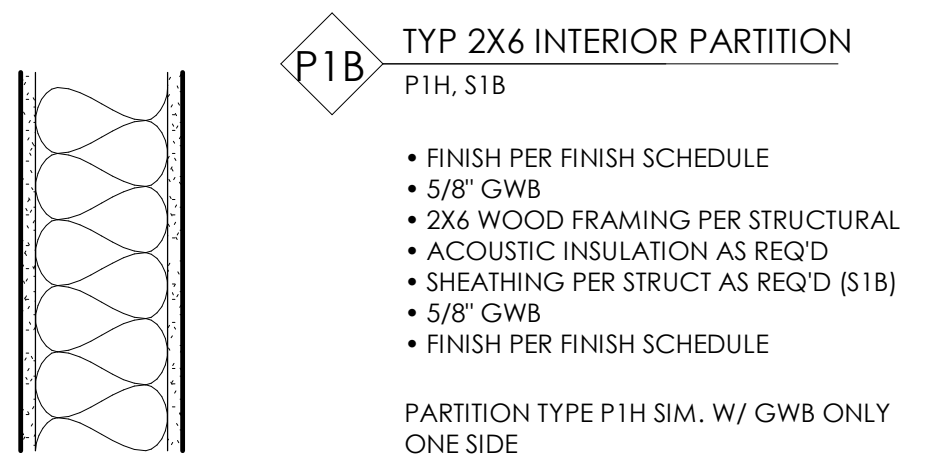 P1B
TYP 2X6 INTERIOR PARTITION
P1H, S1B
• FINISH PER FINISH SCHEDULE
• 5/8" GWB
• 2X6 WOOD FRAMING PER STRUCTURAL
• ACOUSTIC INSULATION AS REQ'D
• SHEATHING PER STRUCT AS REQ'D (S1B)
• 5/8" GWB
• FINISH PER FINISH SCHEDULE
PARTITION TYPE P1H SIM. W/ GWB ONLY
ONE SIDE